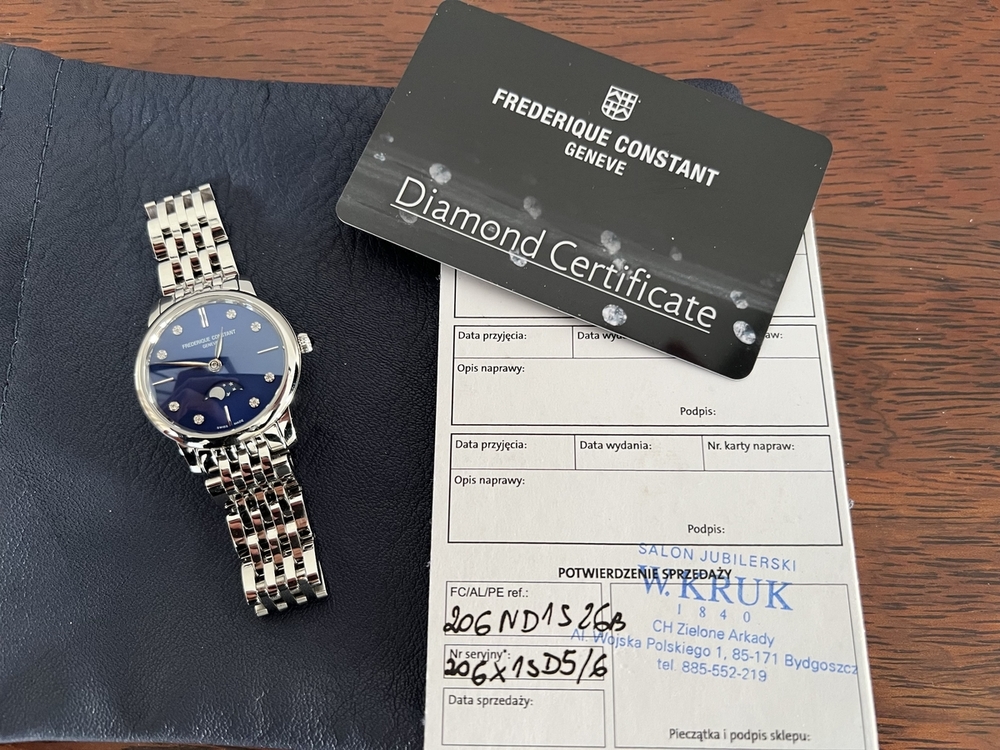 FREDERIQUE CONSTANT
GENEVE
Diamond Certificate
FREDERIQUE CONSTANT
GENEVE
SWISS MADE
Data przyjęcia:
Opis naprawy:
Podpis:
Data przyjęcia: Data wydania: Nr. karty napraw:
Opis naprawy:
Podpis:
SALON JUBILERSKI
POTWIERDZENIE SPRZEDAŻY
W. KRUK
1840
CH Zielone Arkady
Al. Wojska Polskiego 1, 85-171 Bydgoszcz
tel. 885-552-219
FC/AL/PE ref.:
206ND1S26B
Nr seryjny*:
206X1SD5/6
Data sprzedaży:
Pieczątka i podpis sklepu: